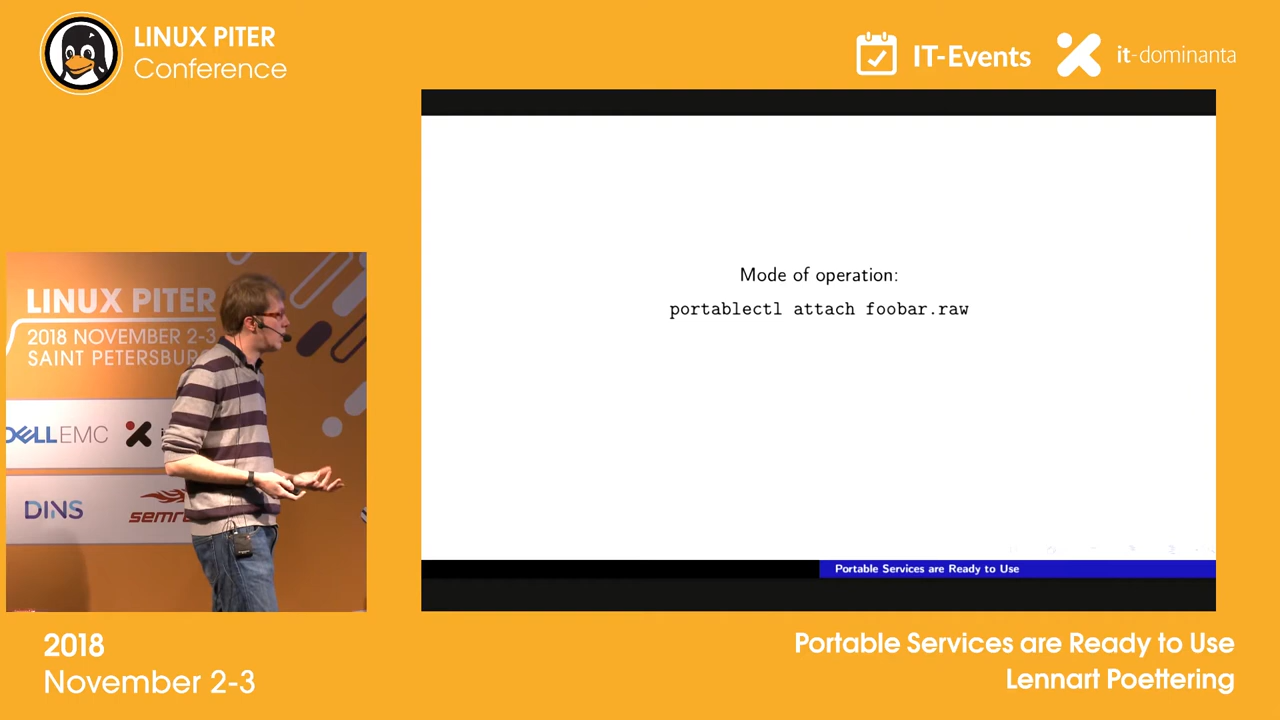 LINUX PITER
Conference
IT-Events
it-dominanta
Mode of operation:
portablectl attach foobar.raw
Portable Services are Ready to Use
LINUX PITER
2018 NOVEMBER 2-3
SAINT PETERSBURG
DELL EMC
DINS
2018
November 2-3
Portable Services are Ready to Use
Lennart Poettering